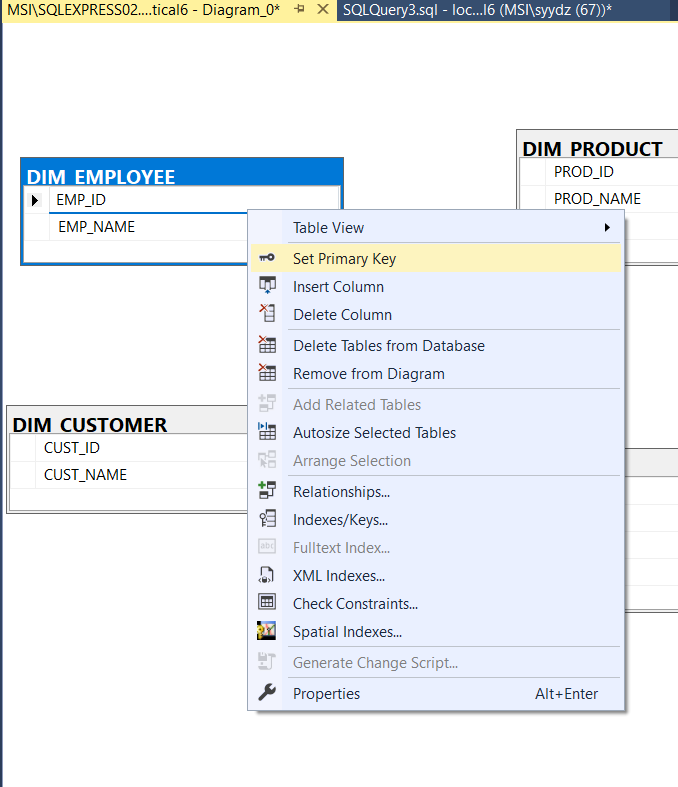 MSI\SQLEXPRESS02....tical6 - Diagram_0*
SQLQuery3.sql - loc...l6 (MSI\syydz (67))*
DIM_EMPLOYEE
EMP_ID
EMP_NAME
DIM_PRODUCT
PROD_ID
PROD_NAME
DIM_CUSTOMER
CUST_ID
CUST_NAME
Table View
Set Primary Key
Insert Column
Delete Column
Delete Tables from Database
Remove from Diagram
Add Related Tables
Autosize Selected Tables
Arrange Selection
Relationships...
Indexes/Keys...
abc
Fulltext Index...
XML Indexes...
Check Constraints...
Spatial Indexes...
Generate Change Script...
Properties Alt+Enter